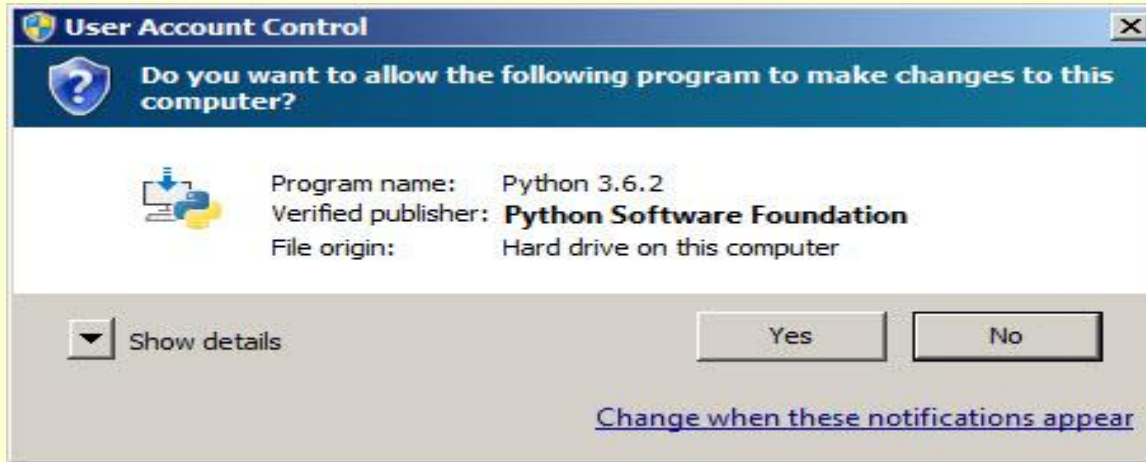 User Account Control
Do you want to allow the following program to make changes to this
computer?
Program name: Python 3.6.2
Verified publisher: Python Software Foundation
File origin: Hard drive on this computer
Show details
Yes
No
Change when these notifications appear